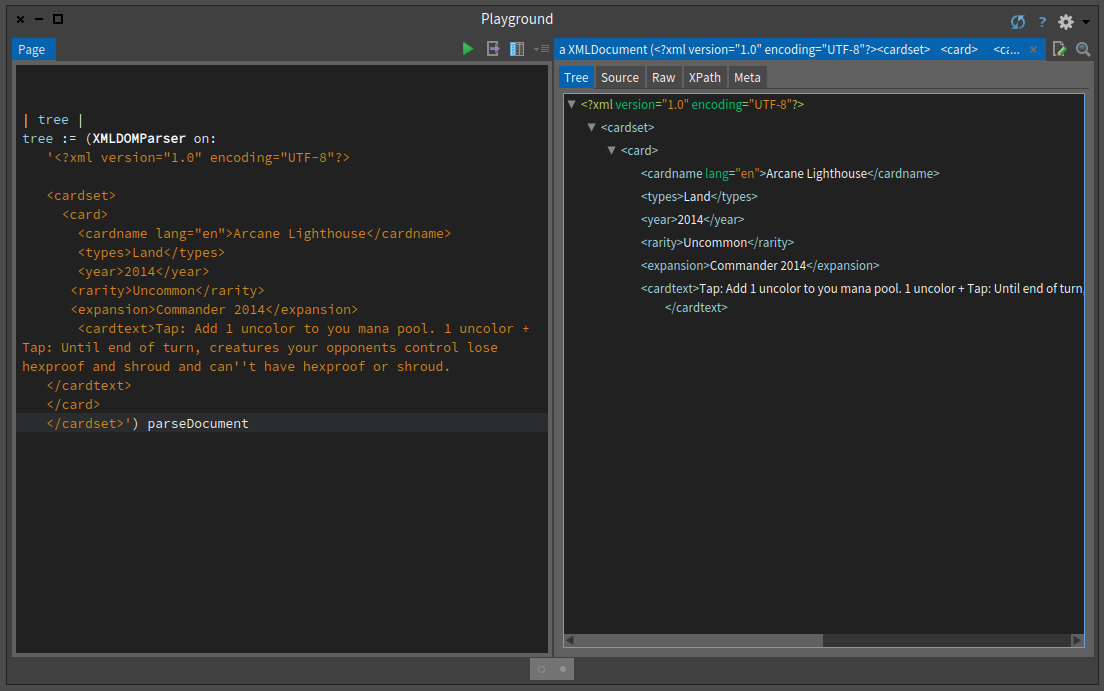 Playground
?
Page
a XMLDocument (<?xml version="1.0" encoding="UTF-8"?><cardset> <card> <c:...
| tree |
tree := (XMLDOMParser on:
'<?xml version="1.0" encoding="UTF-8"?>
<cardset>
<card>
<cardname lang="en">Arcane Lighthouse</cardname>
<types>Land</types>
<year>2014</year>
<rarity>Uncommon</rarity>
<expansion>Commander 2014</expansion>
<cardtext>Tap: Add 1 uncolor to you mana pool. 1 uncolor +
Tap: Until end of turn, creatures your opponents control lose
hexproof and shroud and can''t have hexproof or shroud.
</cardtext>
</card>
</cardset>') parseDocument
Tree Source Raw XPath Meta
<?xml version="1.0" encoding="UTF-8"?>
<cardset>
<card>
<cardname lang="en">Arcane Lighthouse</cardname>
<types>Land</types>
<year>2014</year>
<rarity>Uncommon</rarity>
<expansion>Commander 2014</expansion>
<cardtext>Tap: Add 1 uncolor to you mana pool. 1 uncolor + Tap: Until end of turn,
</cardtext>